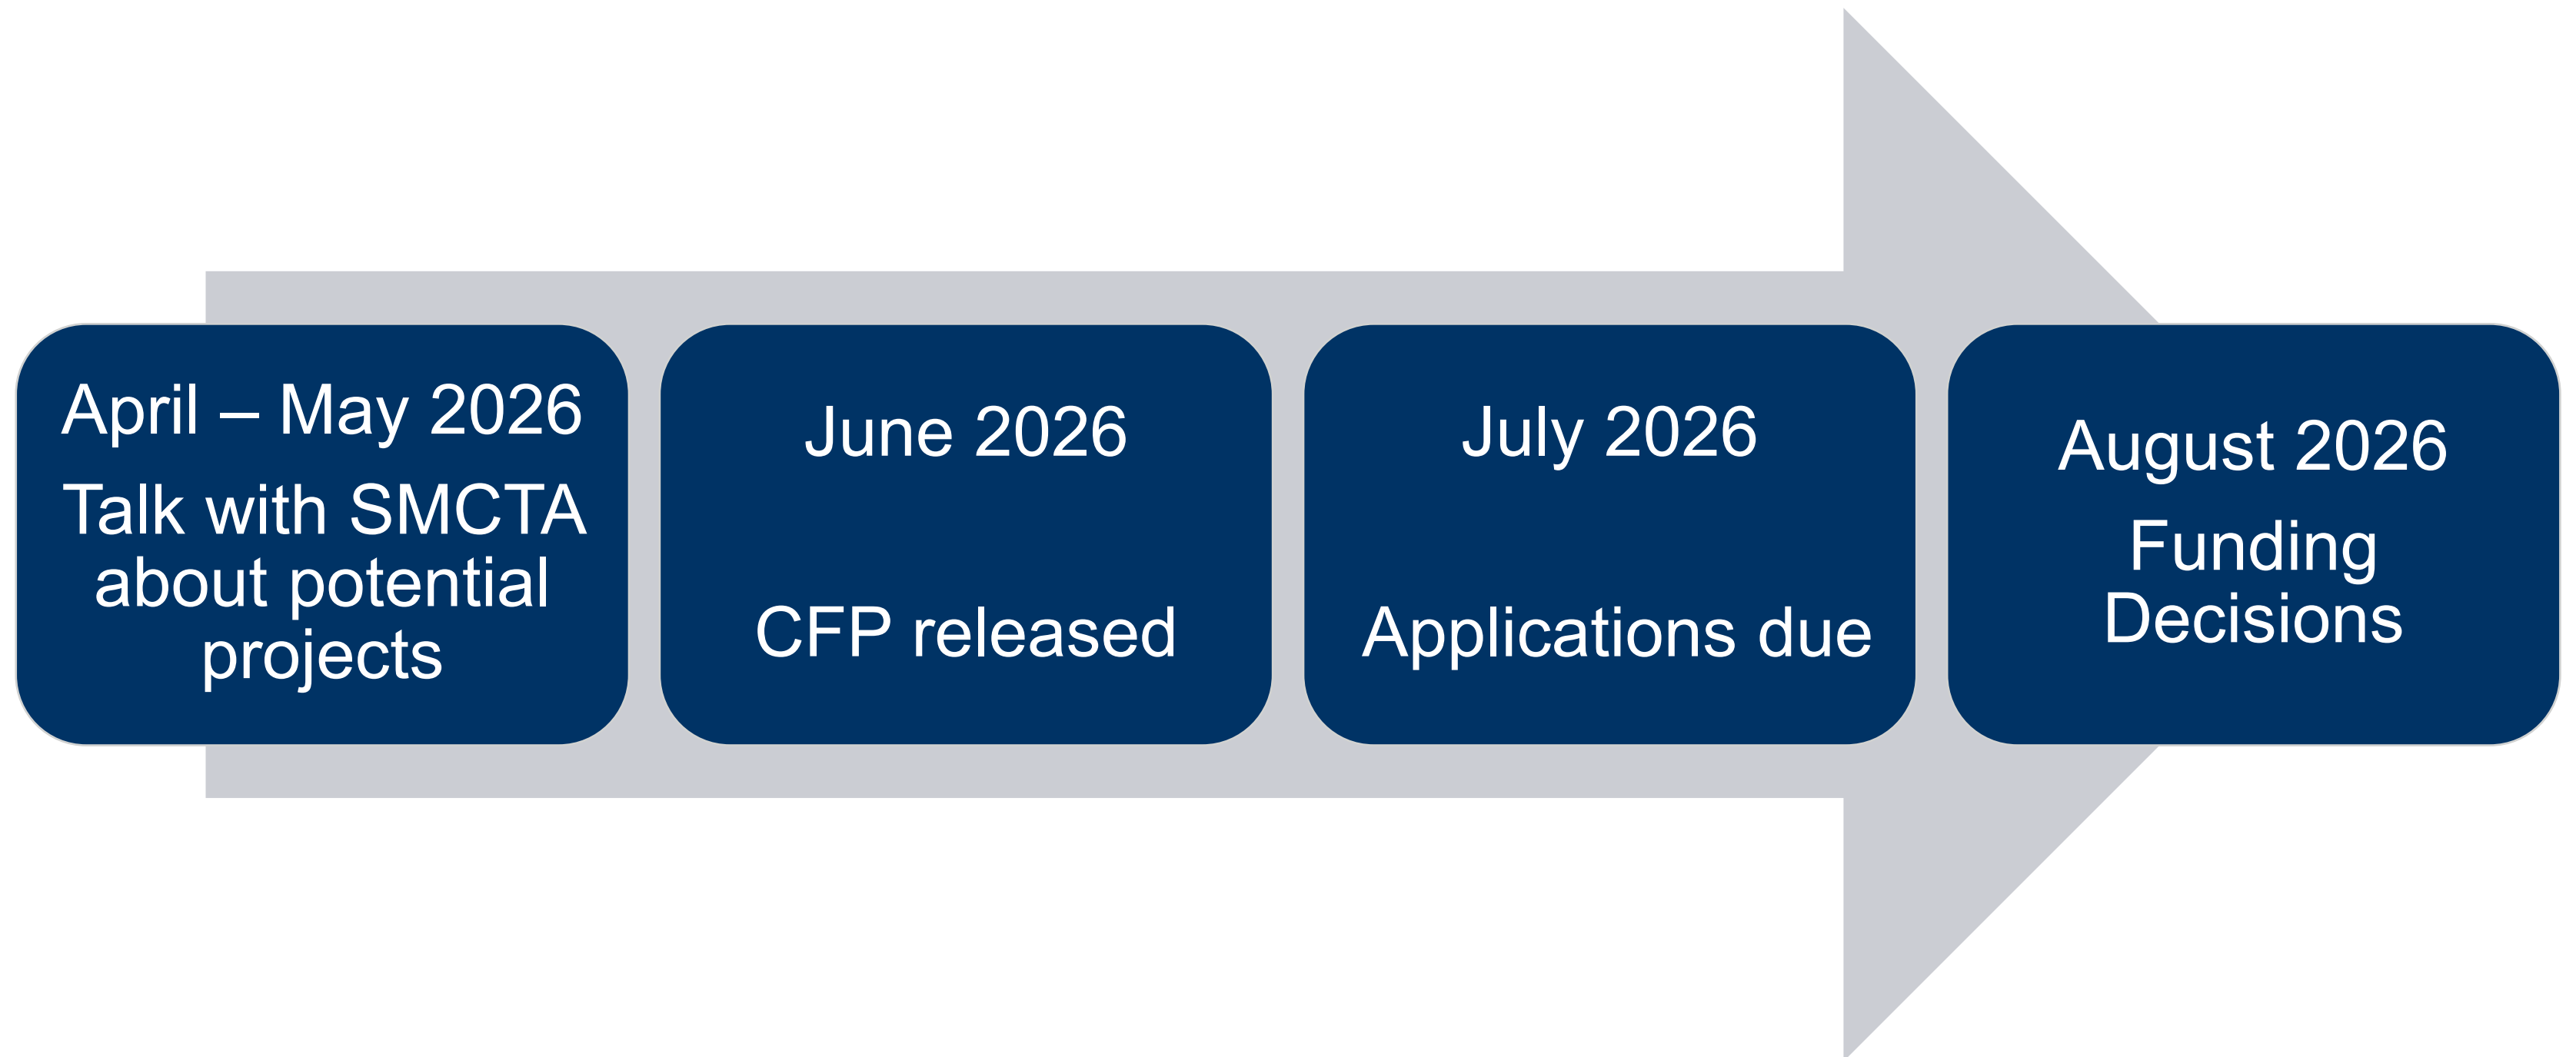 April – May 2026
Talk with SMCTA
about potential
projects
June 2026
CFP released
July 2026
Applications due
August 2026
Funding
Decisions